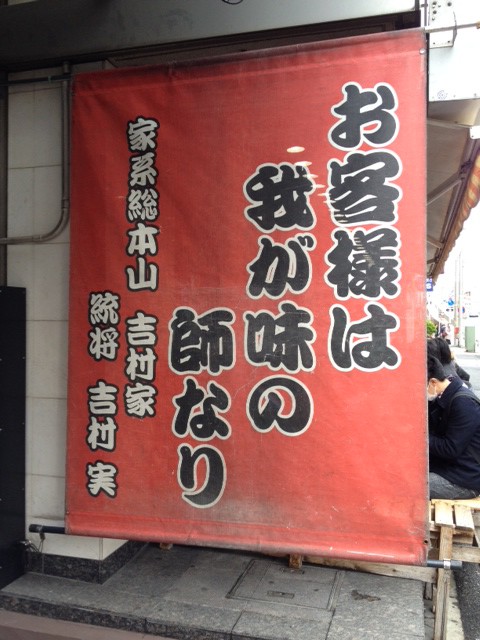 お客様は
我が味の
師なり
家系総本山 吉村家
統将 吉村 実